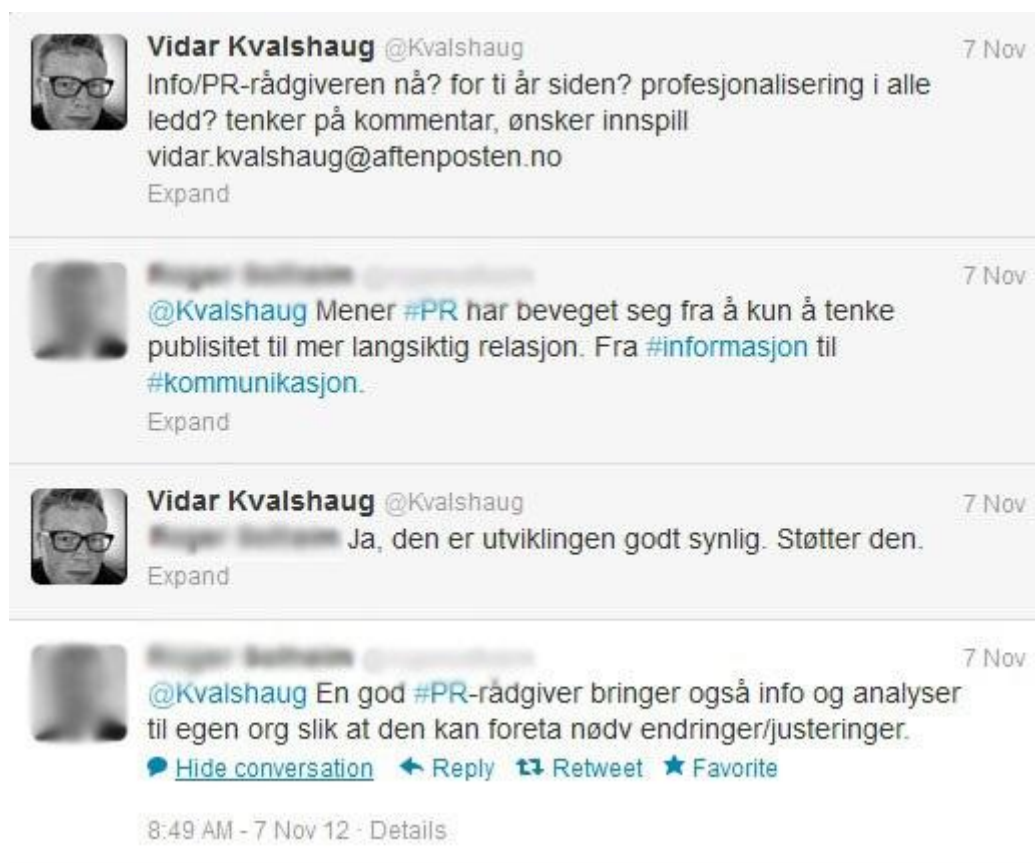 Vidar Kvalshaug @Kvalshaug 7 Nov
Info/PR-rådgiveren nå? for ti år siden? profesjonalisering i alle
ledd? tenker på kommentar, ønsker innspill
vidar.kvalshaug@aftenposten.no
Expand
7 Nov
@Kvalshaug Mener #PR har beveget seg fra å kun å tenke
publisitet til mer langsiktig relasjon. Fra #informasjon til
#kommunikasjon.
Expand
Vidar Kvalshaug @Kvalshaug 7 Nov
Ja, den er utviklingen godt synlig. Støtter den.
Expand
7 Nov
@Kvalshaug En god #PR-rådgiver bringer også info og analyser
til egen org slik at den kan foreta nødv endringer/justeringer.
Hide conversation Reply Retweet Favorite
8:49 AM - 7 Nov 12 · Details